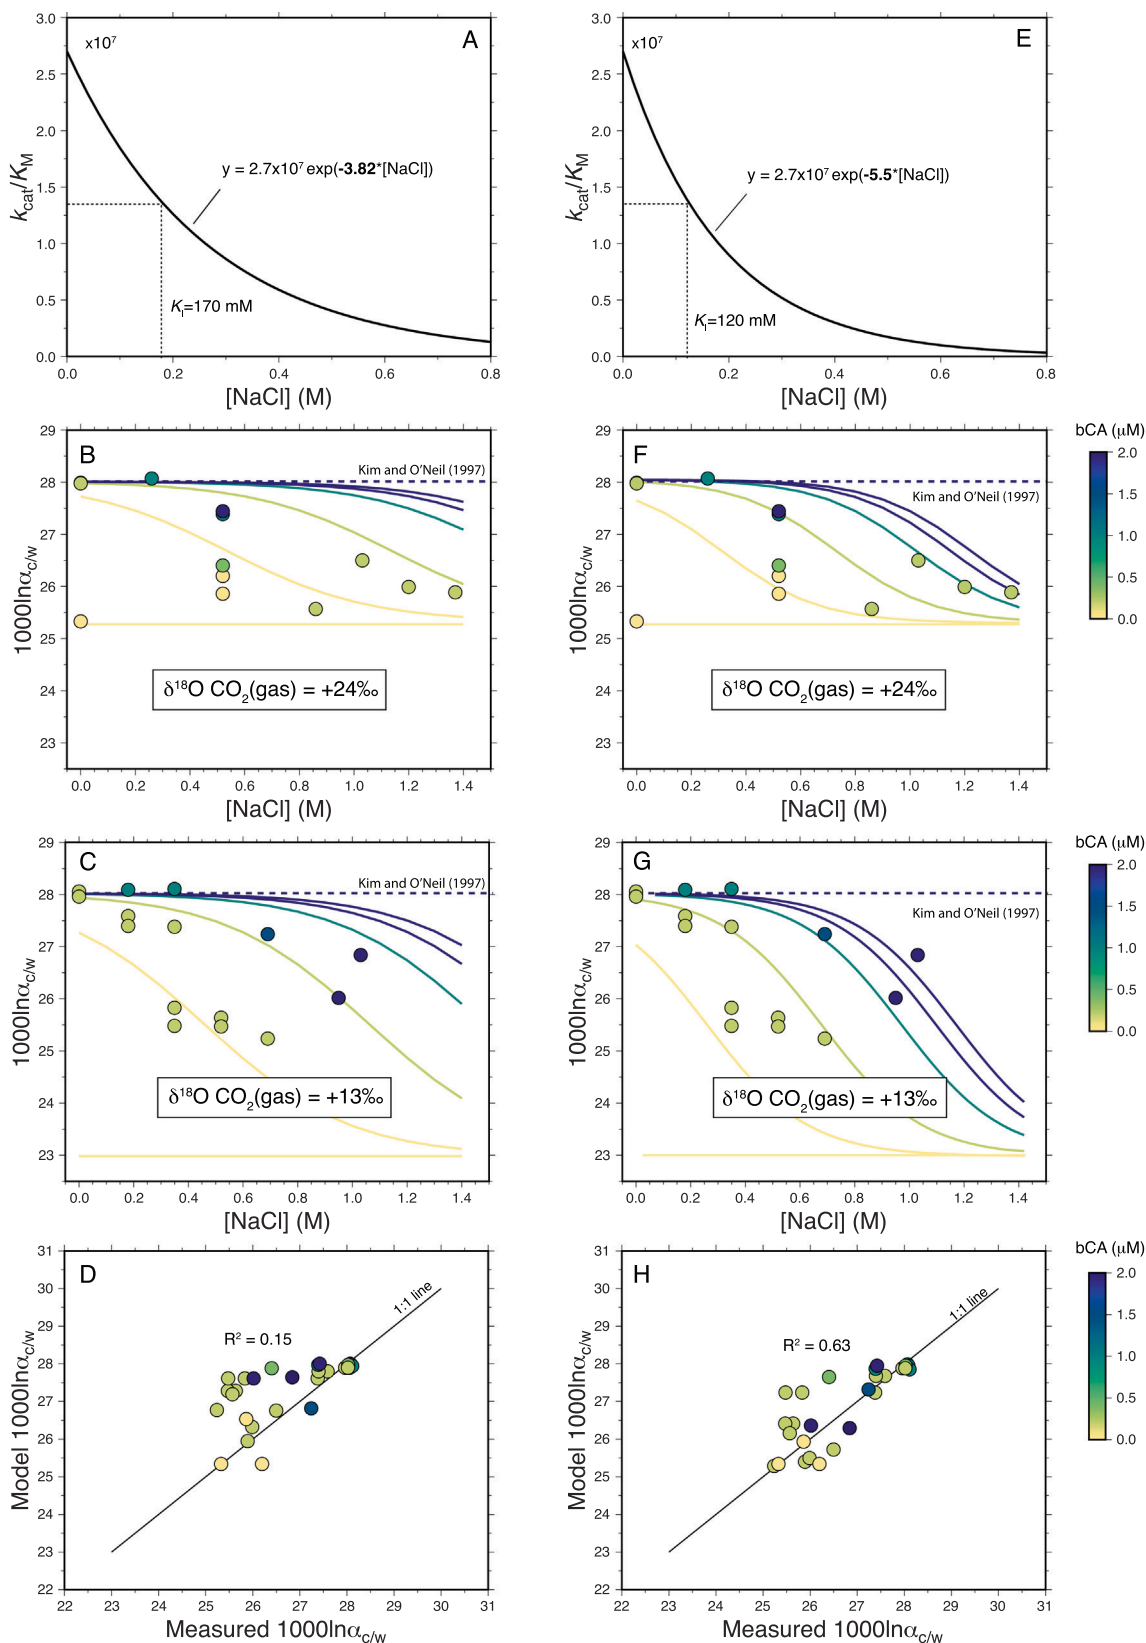 A
x10⁷
3.0
2.5
2.0
1.5
1.0
0.5
0.0
kcat/KM
y = 2.7x10⁷ exp(-3.82*[NaCl])
KI=170 mM
0.0 0.2 0.4 0.6 0.8
[NaCl] (M)
E
x10⁷
3.0
2.5
2.0
1.5
1.0
0.5
0.0
kcat/KM
y = 2.7x10⁷ exp(-5.5*[NaCl])
KI=120 mM
0.0 0.2 0.4 0.6 0.8
[NaCl] (M)
B
29
28
27
26
25
24
23
1000lnαc/w
Kim and O'Neil (1997)
δ¹⁸O CO₂(gas) = +24‰
0.0 0.2 0.4 0.6 0.8 1.0 1.2 1.4
[NaCl] (M)
F
29
28
27
26
25
24
23
1000lnαc/w
Kim and O'Neil (1997)
δ¹⁸O CO₂(gas) = +24‰
0.0 0.2 0.4 0.6 0.8 1.0 1.2 1.4
[NaCl] (M)
bCA (μM)
2.0
1.5
1.0
0.5
0.0
C
29
28
27
26
25
24
23
1000lnαc/w
Kim and O'Neil (1997)
δ¹⁸O CO₂(gas) = +13‰
0.0 0.2 0.4 0.6 0.8 1.0 1.2 1.4
[NaCl] (M)
G
29
28
27
26
25
24
23
1000lnαc/w
Kim and O'Neil (1997)
δ¹⁸O CO₂(gas) = +13‰
0.0 0.2 0.4 0.6 0.8 1.0 1.2 1.4
[NaCl] (M)
bCA (μM)
2.0
1.5
1.0
0.5
0.0
D
31
30
29
28
27
26
25
24
23
22
Model 1000lnαc/w
1:1 line
R² = 0.15
22 23 24 25 26 27 28 29 30 31
Measured 1000lnαc/w
H
31
30
29
28
27
26
25
24
23
22
Model 1000lnαc/w
1:1 line
R² = 0.63
22 23 24 25 26 27 28 29 30 31
Measured 1000lnαc/w
bCA (μM)
2.0
1.5
1.0
0.5
0.0